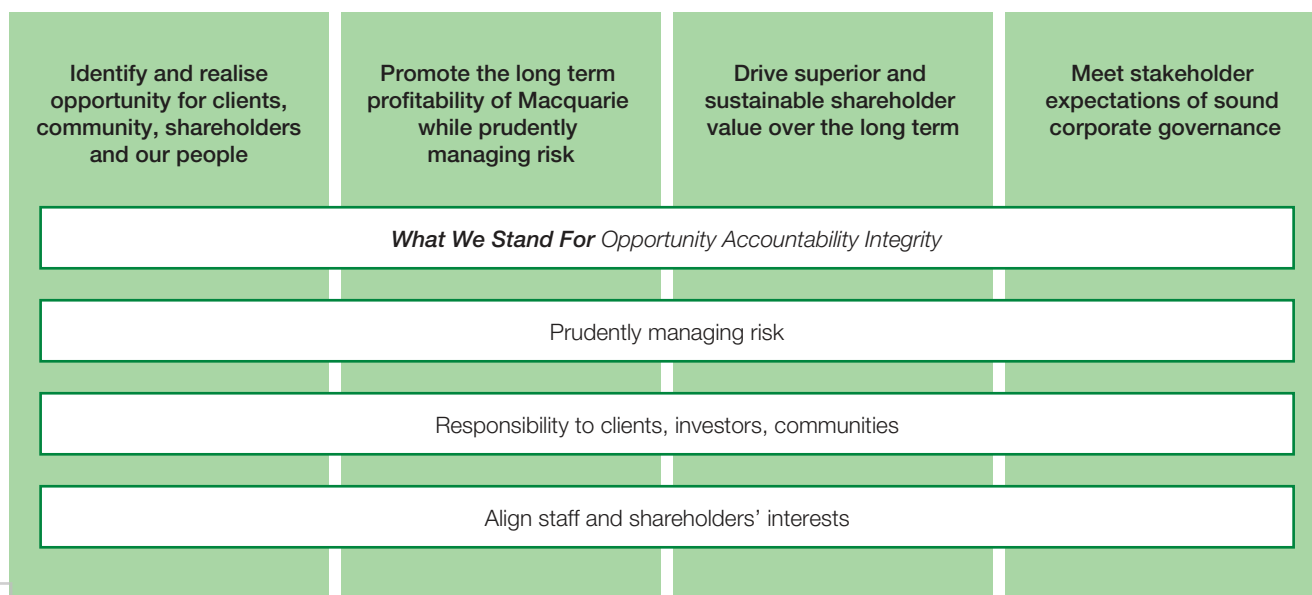 Identify and realise
opportunity for clients,
community, shareholders
and our people
Promote the long term
profitability of Macquarie
while prudently
managing risk
Drive superior and
sustainable shareholder
value over the long term
Meet stakeholder
expectations of sound
corporate governance
What We Stand For Opportunity Accountability Integrity
Prudently managing risk
Responsibility to clients, investors, communities
Align staff and shareholders’ interests